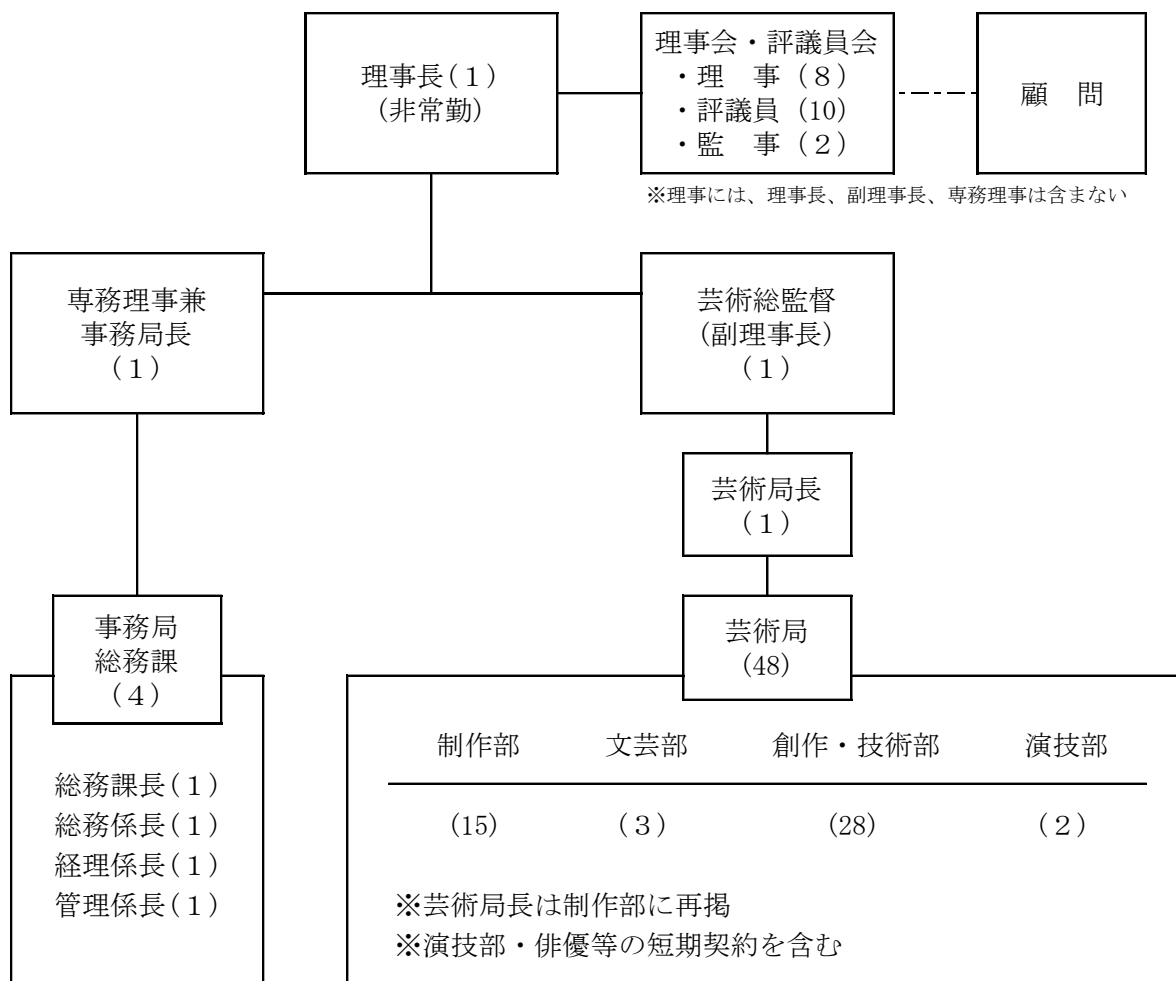 理事長(１)
(非常勤)
理事会・評議員会
・理　事（８）
・評議員 (10)
・監　事（２）
顧　問
※理事には、理事長、副理事長、専務理事は含まない
専務理事兼
事務局長
（１）
芸術総監督
(副理事長)
（１）
芸術局長
（１）
事務局
総務課
（４）
総務課長(１)
総務係長(１)
経理係長(１)
管理係長(１)
芸術局
(48)
制作部　文芸部　創作・技術部　演技部
(15)　（３）　(28)　（２）
※芸術局長は制作部に再掲
※演技部・俳優等の短期契約を含む